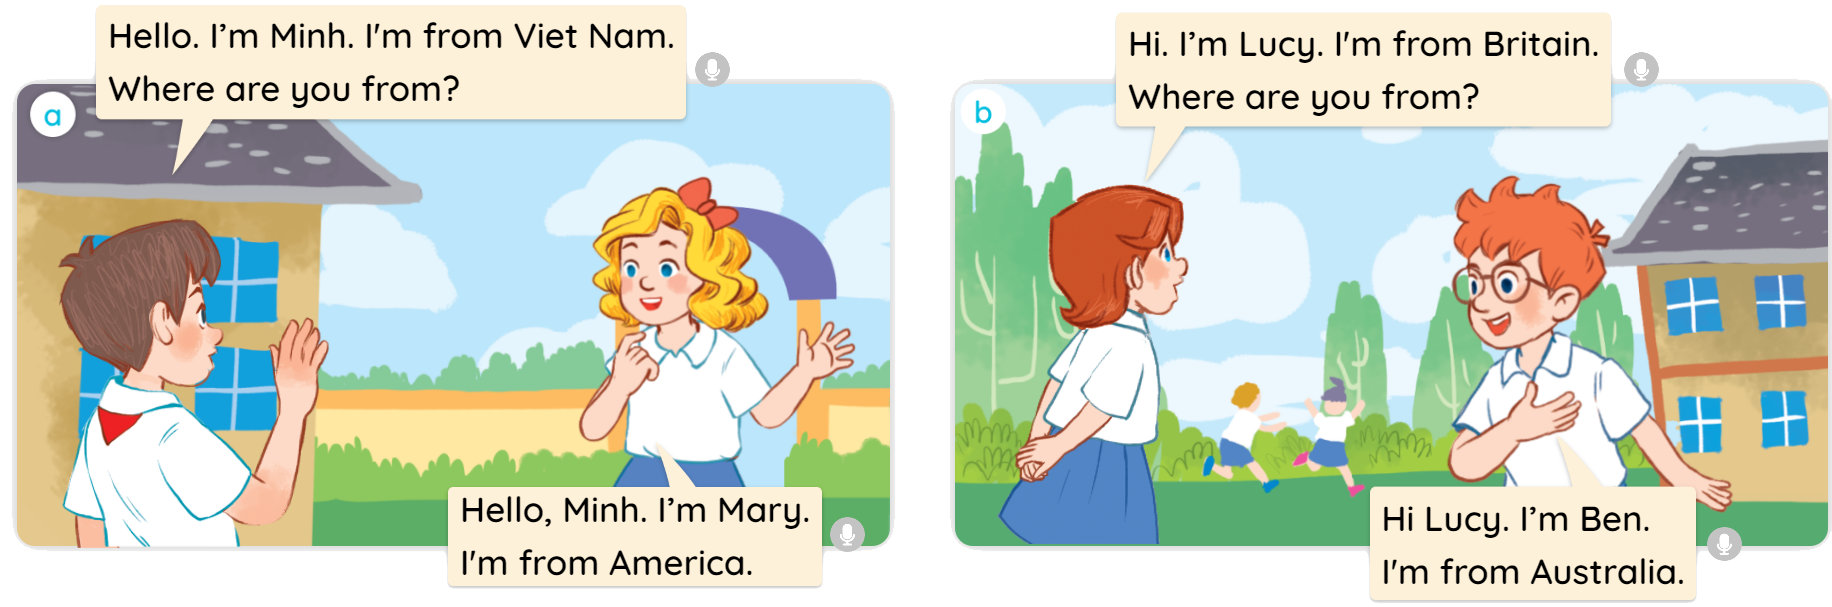 a
Hello. I’m Minh. I'm from Viet Nam.
Where are you from?
Hello, Minh. I’m Mary.
I'm from America.
b
Hi. I’m Lucy. I'm from Britain.
Where are you from?
Hi Lucy. I’m Ben.
I'm from Australia.